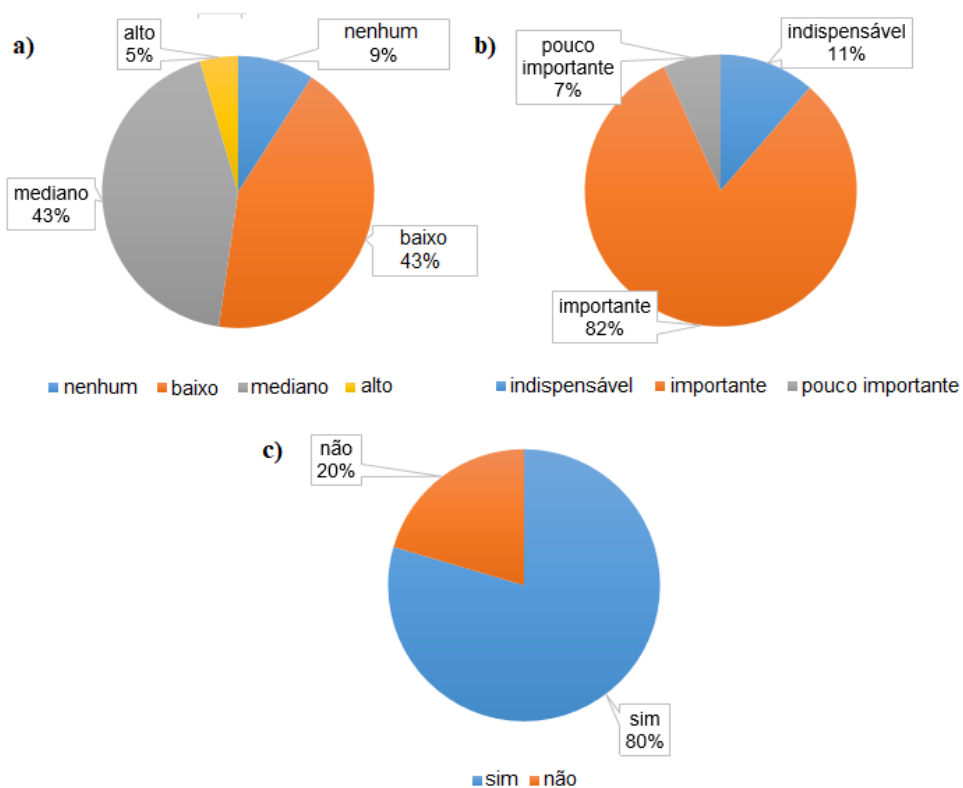 a)
alto
5%
nenhum
9%
mediano
43%
baixo
43%
nenhum baixo mediano alto
b)
pouco
importante
7%
indispensável
11%
importante
82%
indispensável importante pouco importante
c)
não
20%
sim
80%
sim não